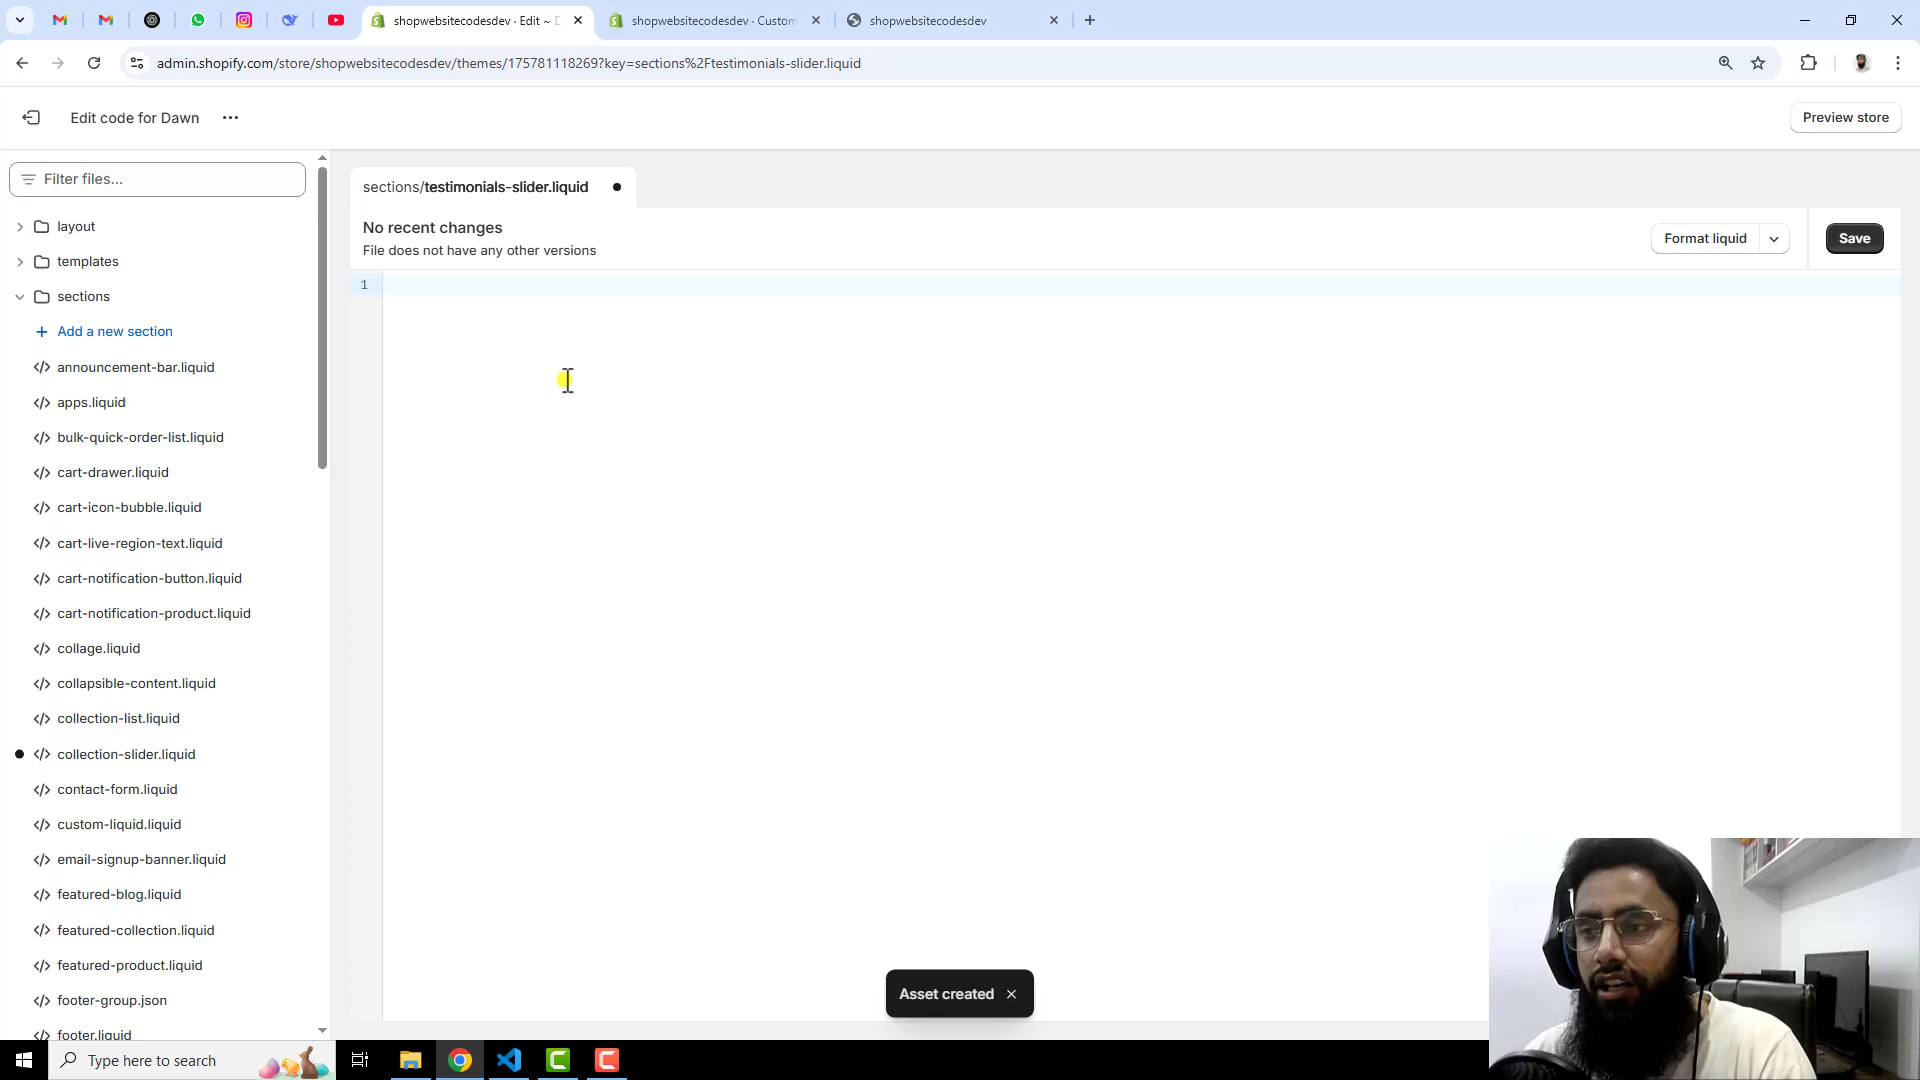 shopwebsitecodesdev · Edit ~ D
shopwebsitecodesdev · Custom
shopwebsitecodesdev
admin.shopify.com/store/shopwebsitecodesdev/themes/175781118269?key=sections%2Ftestimonials-slider.liquid
Edit code for Dawn
Preview store
Filter files...
layout
templates
sections
Add a new section
announcement-bar.liquid
apps.liquid
bulk-quick-order-list.liquid
cart-drawer.liquid
cart-icon-bubble.liquid
cart-live-region-text.liquid
cart-notification-button.liquid
cart-notification-product.liquid
collage.liquid
collapsible-content.liquid
collection-list.liquid
collection-slider.liquid
contact-form.liquid
custom-liquid.liquid
email-signup-banner.liquid
featured-blog.liquid
featured-collection.liquid
featured-product.liquid
footer-group.json
footer.liquid
sections/testimonials-slider.liquid
No recent changes
File does not have any other versions
Format liquid
Save
1
Asset created
Type here to search